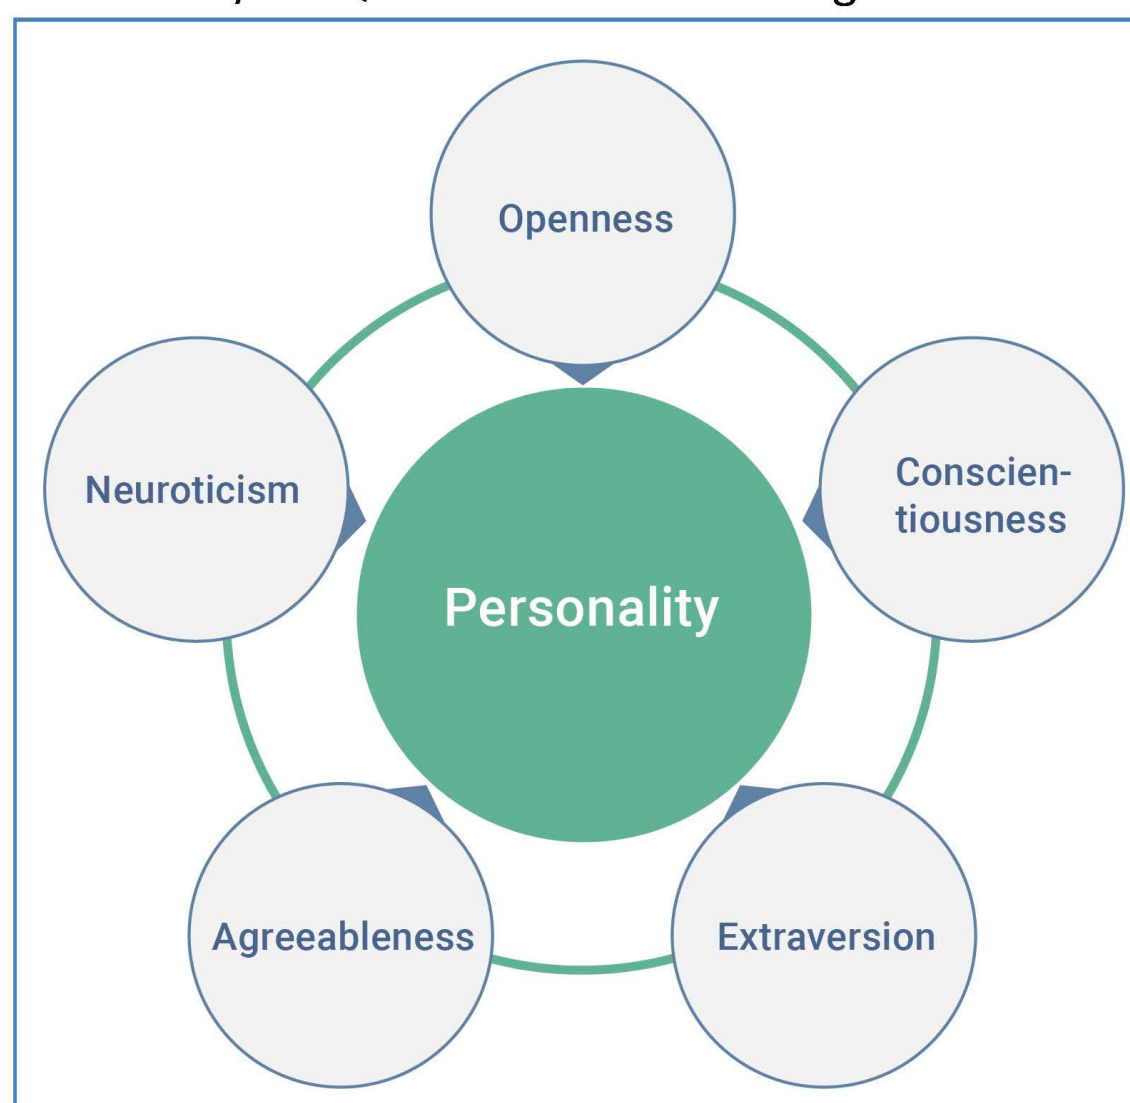 Openness
Neuroticism
Conscien-
tiousness
Personality
Agreeableness
Extraversion